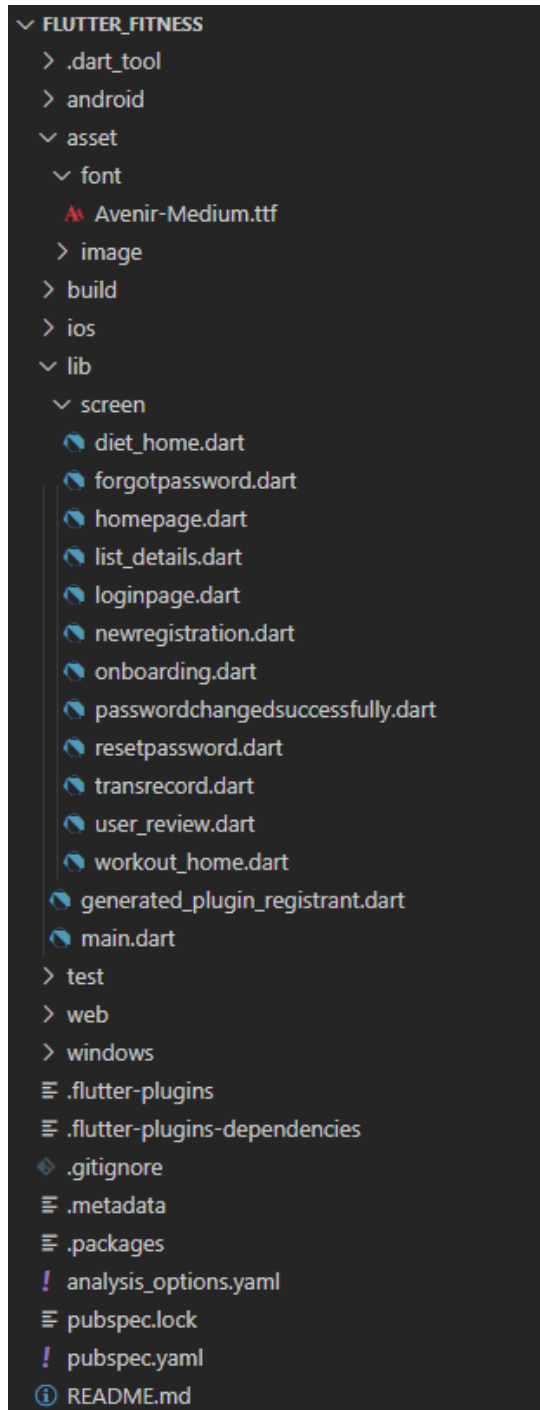 FLUTTER_FITNESS
.dart_tool
android
asset
font
Avenir-Medium.ttf
image
build
ios
lib
screen
diet_home.dart
forgotpassword.dart
homepage.dart
list_details.dart
loginpage.dart
newregistration.dart
onboarding.dart
passwordchangedsuccessfully.dart
resetpassword.dart
transrecord.dart
user_review.dart
workout_home.dart
generated_plugin_registrant.dart
main.dart
test
web
windows
.flutter-plugins
.flutter-plugins-dependencies
.gitignore
.metadata
.packages
analysis_options.yaml
pubspec.lock
pubspec.yaml
README.md